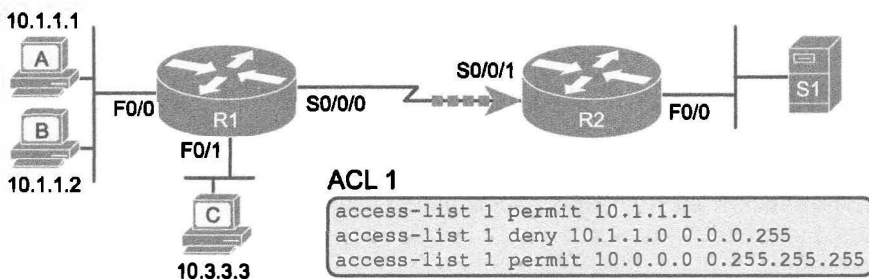 10.1.1.1
A
B
10.1.1.2
F0/0
R1
S0/0/0
F0/1
C
10.3.3.3
S0/0/1
R2
F0/0
S1
ACL 1
access-list 1 permit 10.1.1.1
access-list 1 deny 10.1.1.0 0.0.0.255
access-list 1 permit 10.0.0.0 0.255.255.255